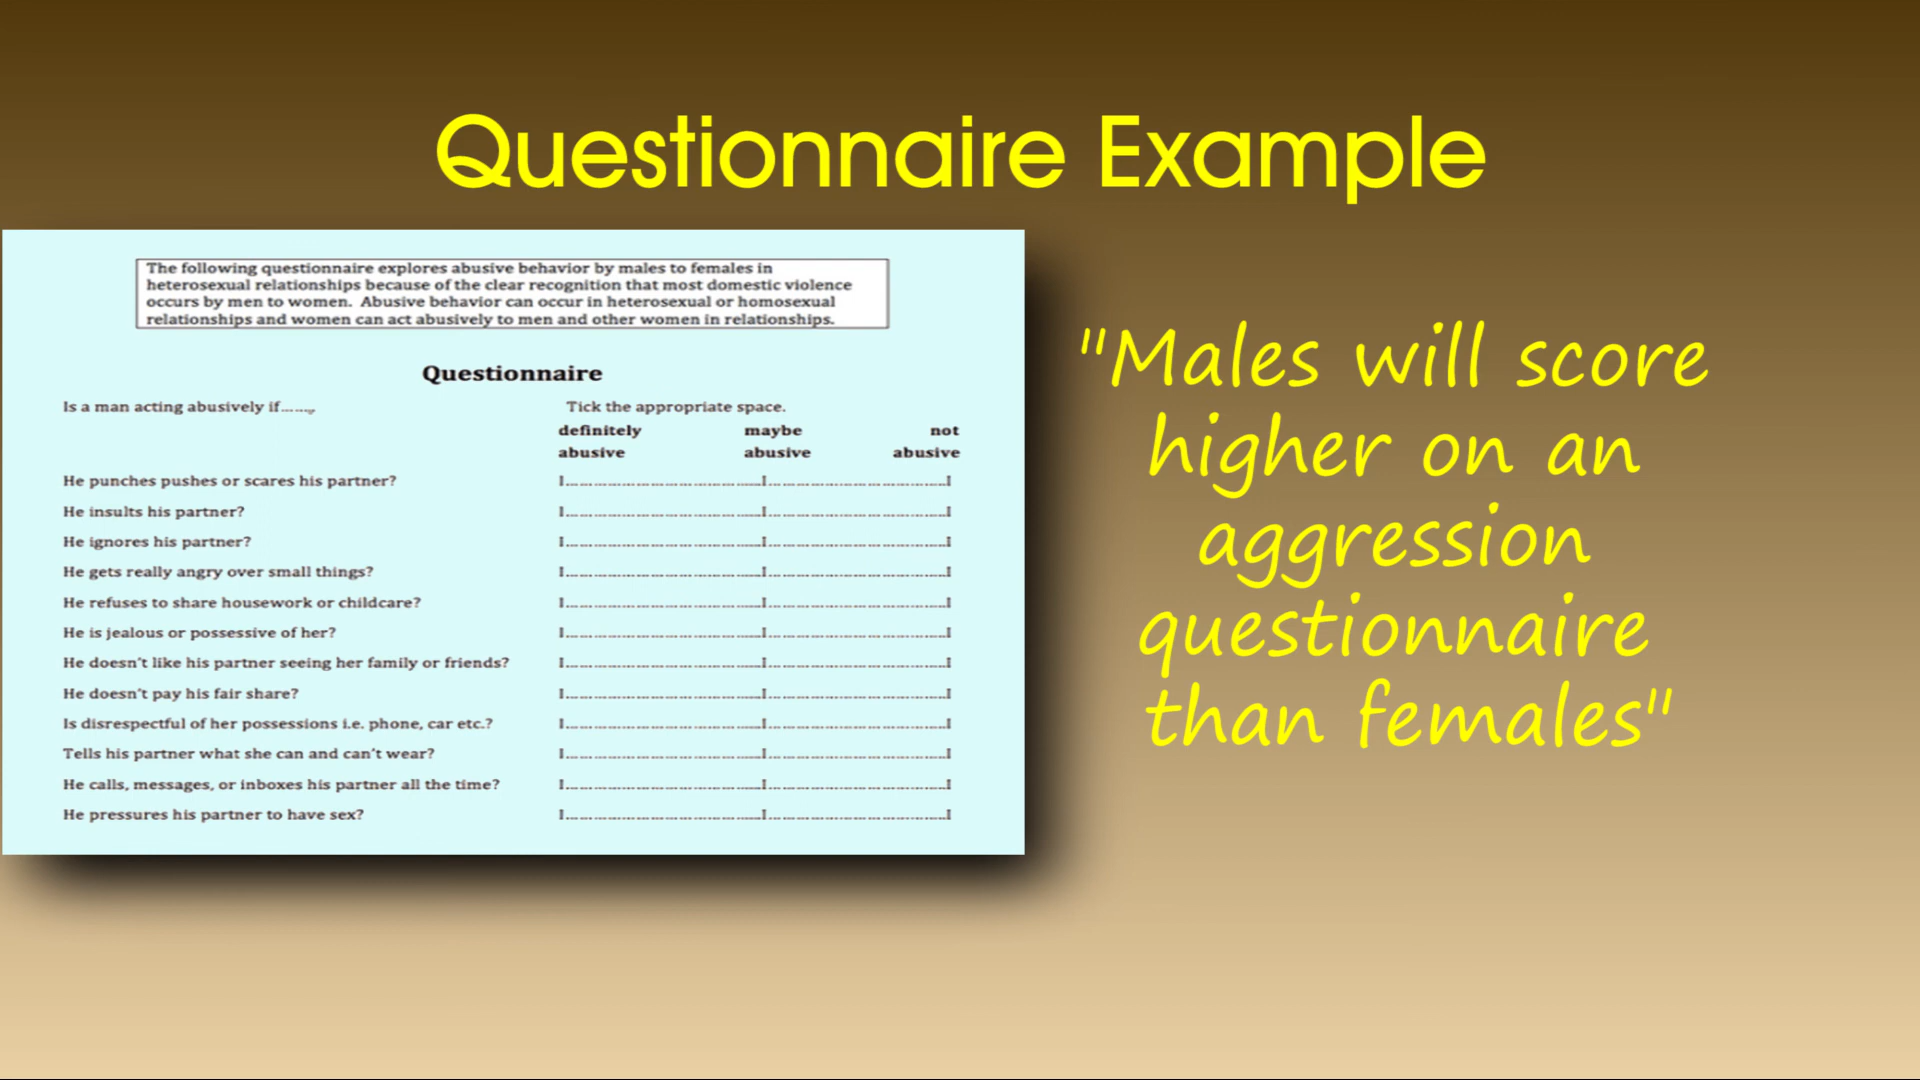 Questionnaire Example
The following questionnaire explores abusive behavior by males to females in
heterosexual relationships because of the clear recognition that most domestic violence
occurs by men to women. Abusive behavior can occur in heterosexual or homosexual
relationships and women can act abusively to men and other women in relationships.
Questionnaire
Is a man acting abusively if......, Tick the appropriate space.
definitely maybe not
abusive abusive abusive
He punches pushes or scares his partner?
He insults his partner?
He ignores his partner?
He gets really angry over small things?
He refuses to share housework or childcare?
He is jealous or possessive of her?
He doesn't like his partner seeing her family or friends?
He doesn't pay his fair share?
Is disrespectful of her possessions i.e. phone, car etc.?
Tells his partner what she can and can't wear?
He calls, messages, or inboxes his partner all the time?
He pressures his partner to have sex?
"Males will score
higher on an
aggression
questionnaire
than females"